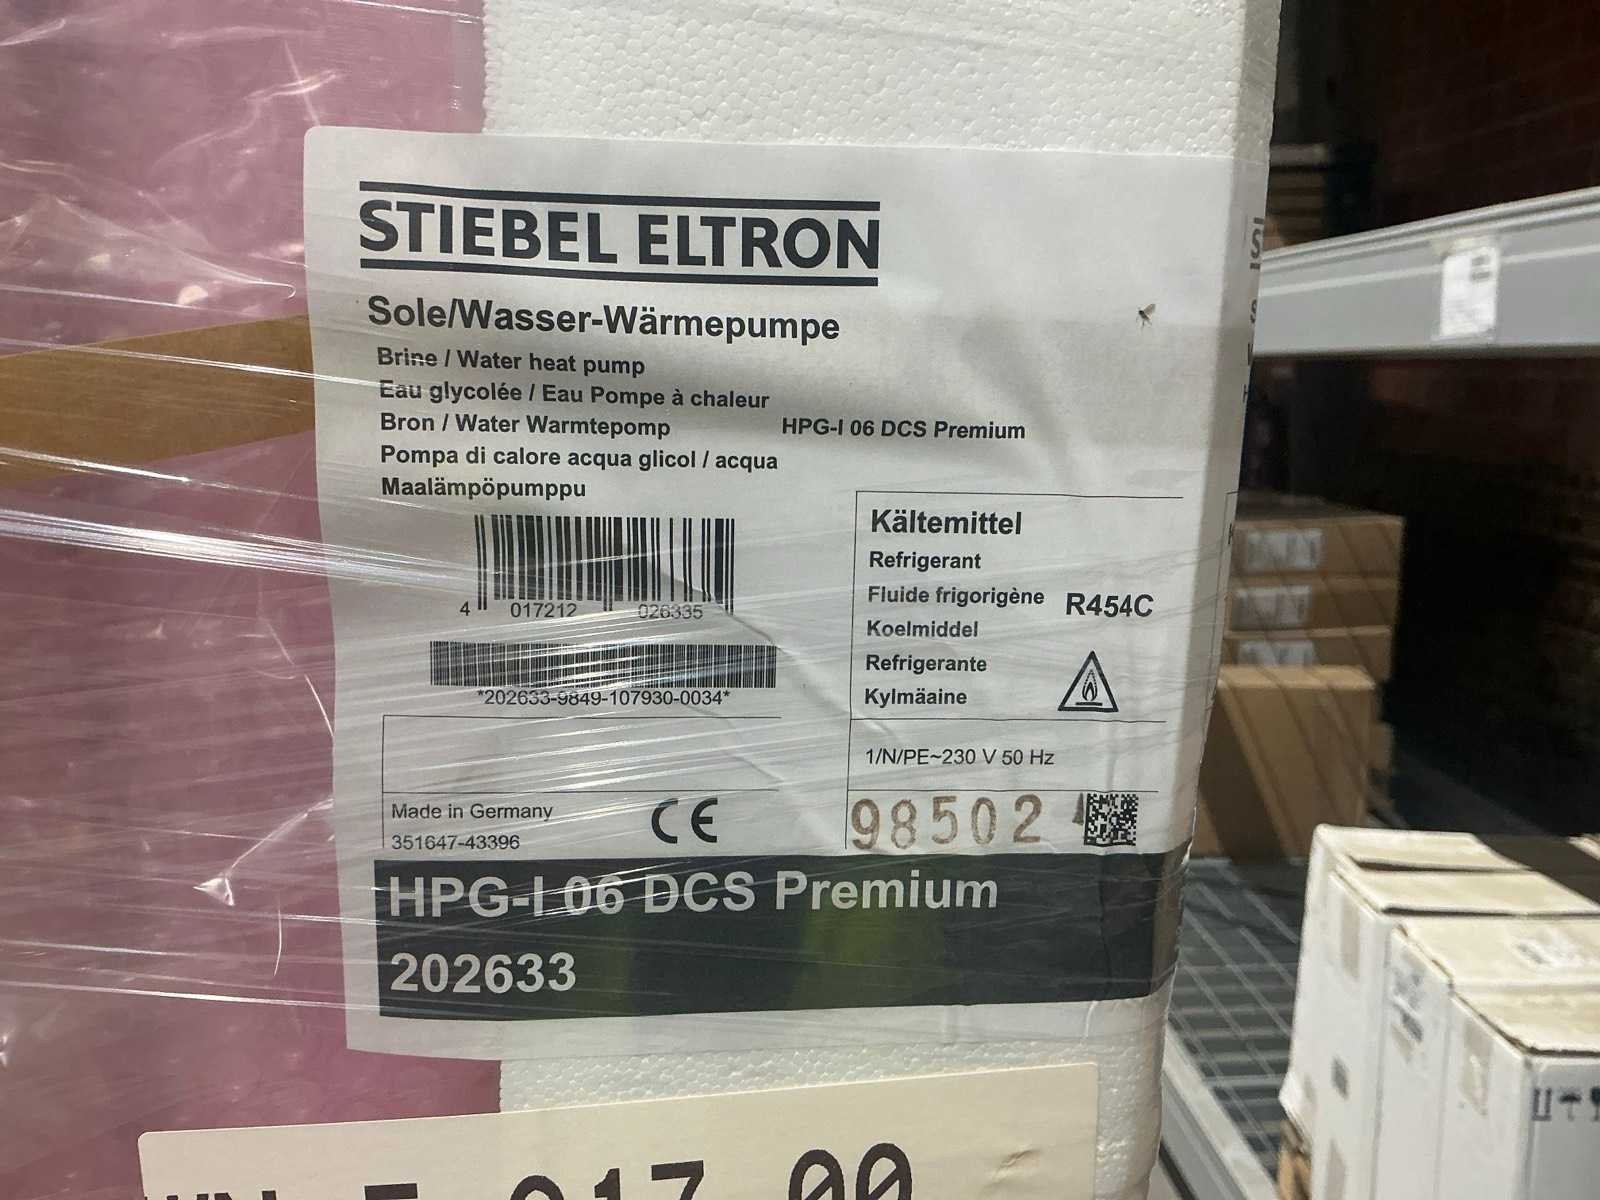 STIEBEL ELTRON
Sole/Wasser-Wärmepumpe
Brine / Water heat pump
Eau glycolée / Eau Pompe à chaleur
Bron / Water Warmtepomp
HPG-I 06 DCS Premium
Pompa di calore acqua glicol / acqua
Maalämpöpumppu
4 017212 026335
*202633-9849-107930-0034*
Kältemittel
Refrigerant
Fluide frigorigène
R454C
Koelmiddel
Refrigerante
Kylmäaine
1/N/PE~230 V 50 Hz
Made in Germany
CE
351647-43396
98502
HPG-I 06 DCS Premium
202633